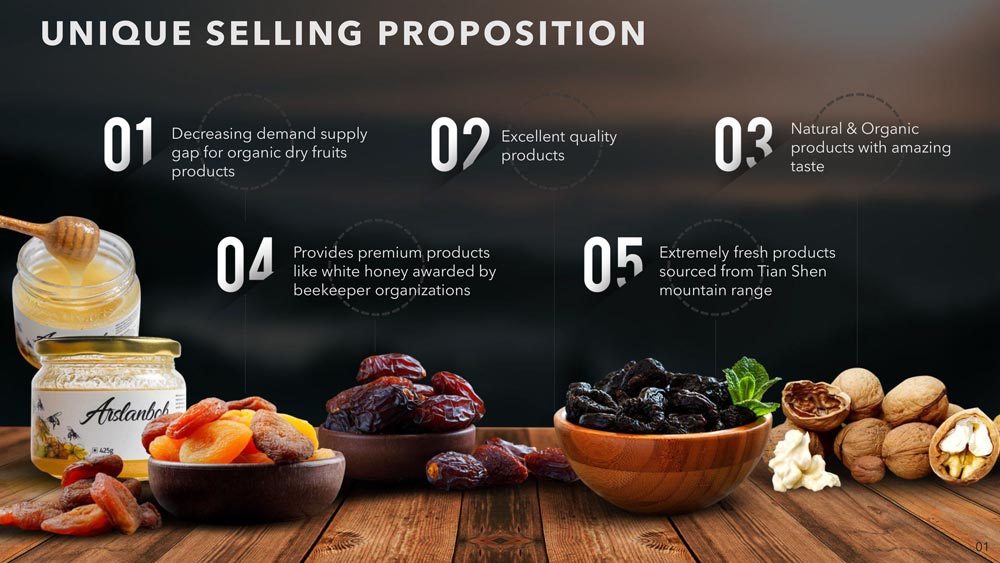 UNIQUE SELLING PROPOSITION
01
Decreasing demand supply
gap for organic dry fruits
products
02
Excellent quality
products
03
Natural & Organic
products with amazing
taste
04
Provides premium products
like white honey awarded by
beekeeper organizations
05
Extremely fresh products
sourced from Tian Shen
mountain range
Arslanbob
425g
01